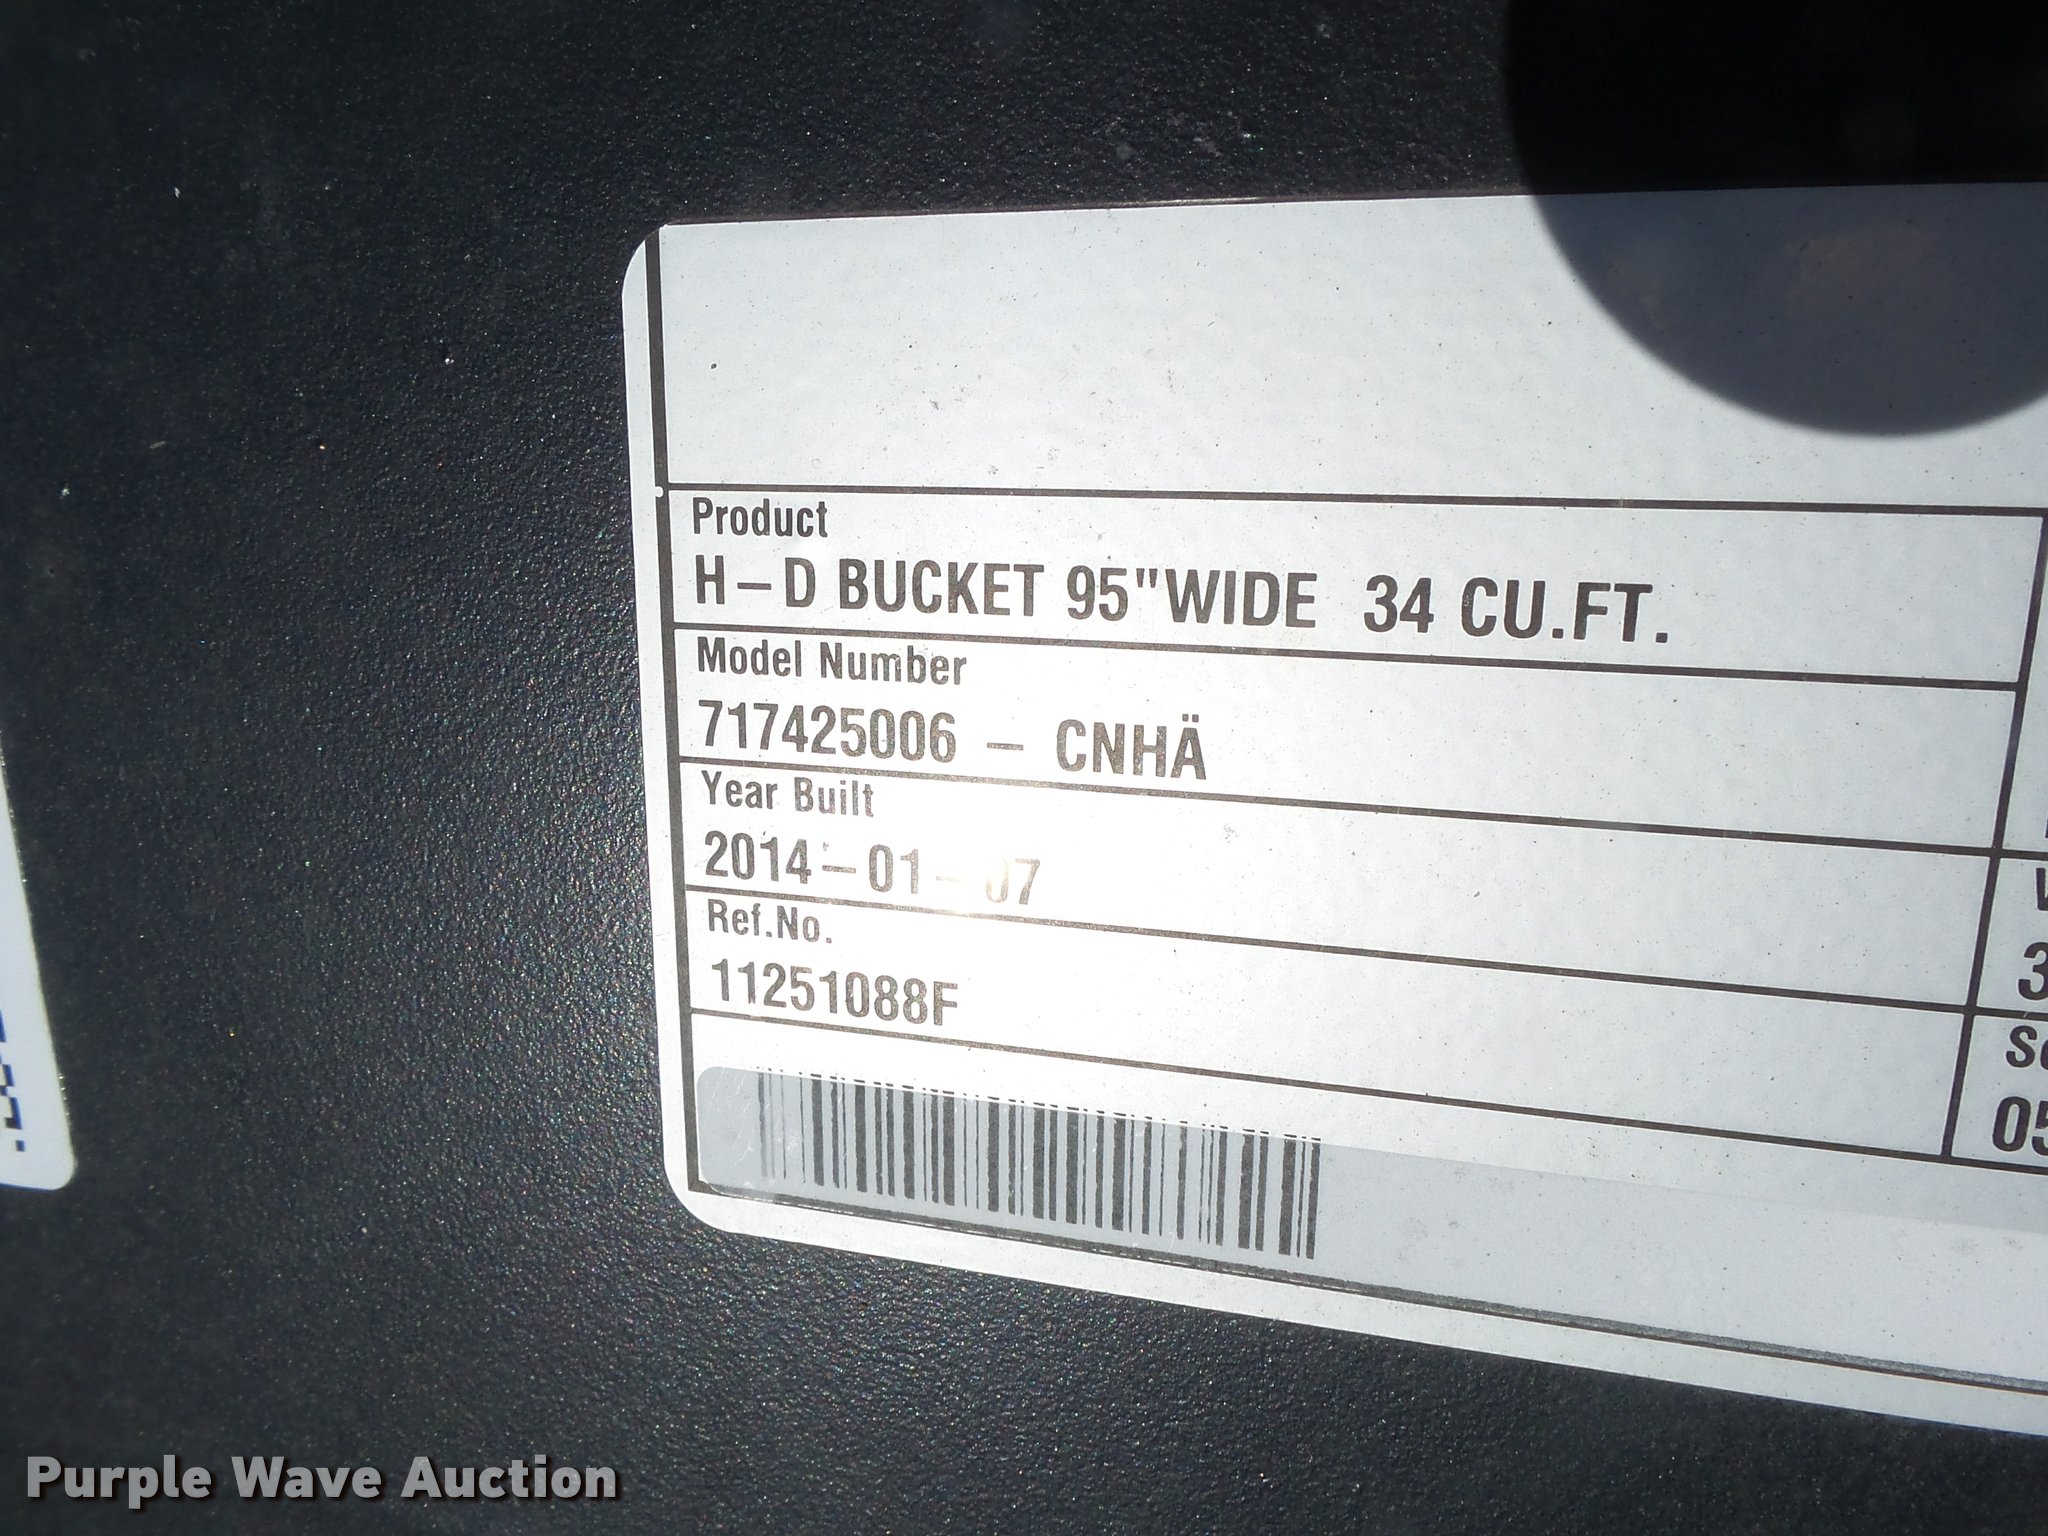 Product
H-D BUCKET 95"WIDE 34 CU.FT.
Model Number
717425006 - CNHÄ
Year Built
2014-01-07
Ref.No.
11251088F
Purple Wave Auction